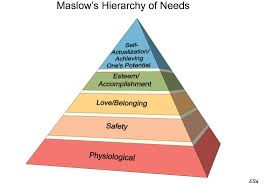 Maslow's Hierarchy of Needs
Self-
Actualization/
Achieving
One's Potential
Esteem/
Accomplishment
Love/Belonging
Safety
Physiological